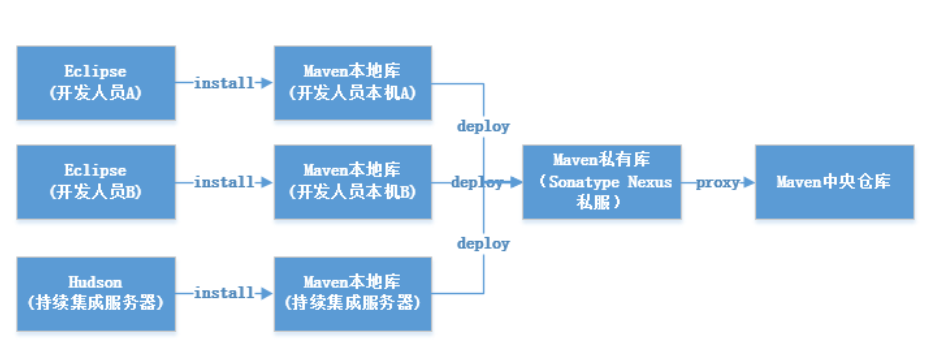 Eclipse
(开发人员A)
install
Maven本地库
(开发人员本机A)
deploy
Eclipse
(开发人员B)
install
Maven本地库
(开发人员本机B)
deploy
Maven私有库
（Sonatype Nexus
私服）
proxy
Maven中央仓库
deploy
Hudson
(持续集成服务器)
install
Maven本地库
(持续集成服务器)